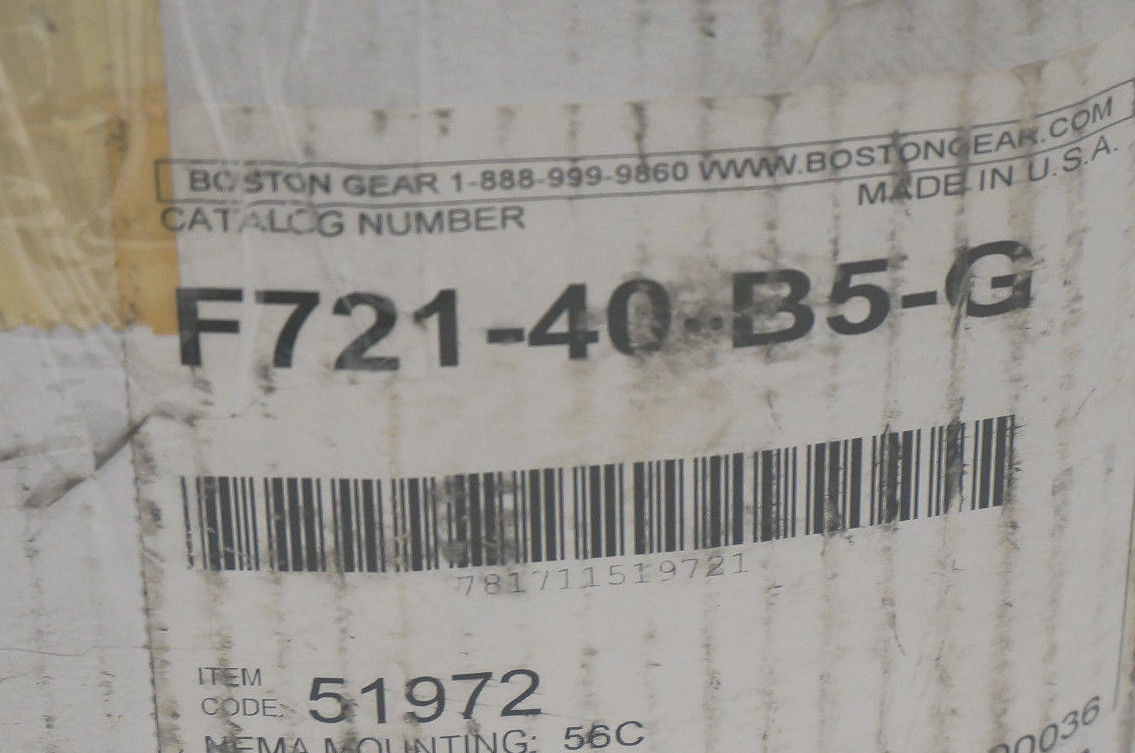 BOSTON GEAR 1-888-999-9860 WWW.BOSTONGEAR.COM
MADE IN U.S.A.
CATALOG NUMBER
F721-40-B5-G
781711519721
ITEM
CODE: 51972
NEMA MOUNTING: 56C